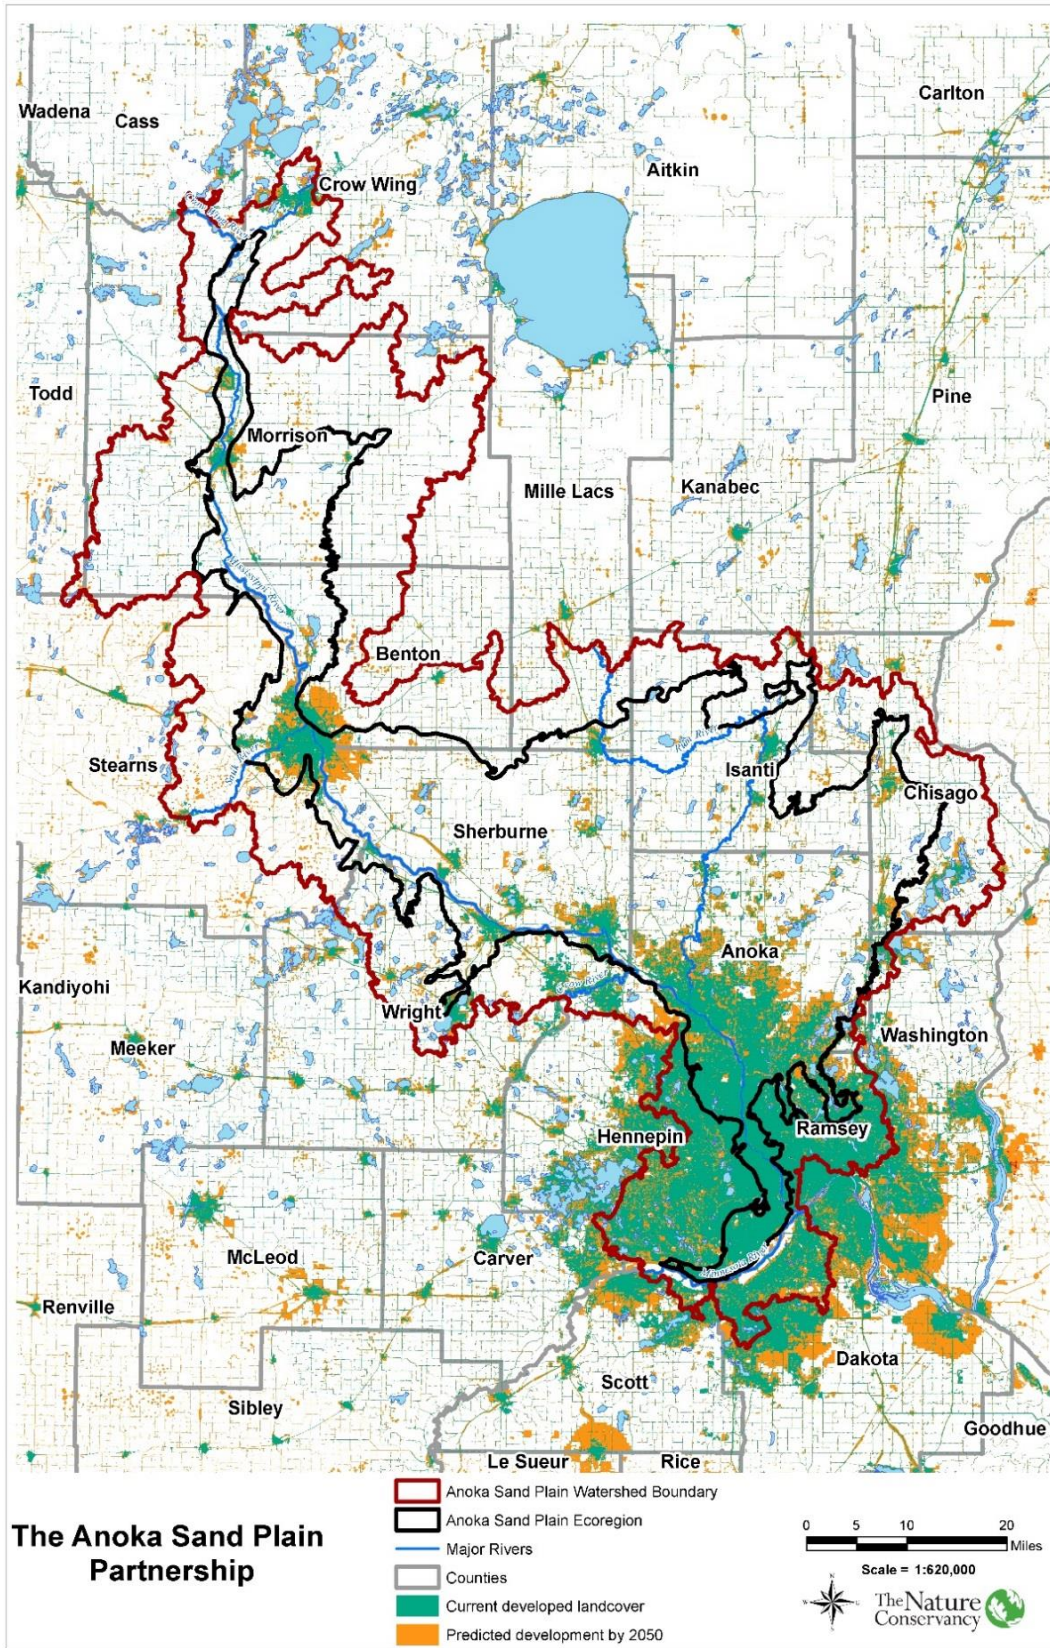 Wadena
Cass
Carlton
Crow Wing
Aitkin
Todd
Morrison
Pine
Mille Lacs
Kanabec
Mississippi River
Benton
Stearns
Sauk
Rum River
Isanti
Chisago
Sherburne
Anoka
Kandiyohi
Crow River
Wright
Meeker
Washington
Hennepin
Ramsey
McLeod
Carver
Minnesota River
Renville
Dakota
Scott
Sibley
Goodhue
Le Sueur
Rice
The Anoka Sand Plain
Partnership
Anoka Sand Plain Watershed Boundary
Anoka Sand Plain Ecoregion
Major Rivers
Counties
Current developed landcover
Predicted development by 2050
0 5 10 20
Miles
Scale = 1:620,000
N
W E
S
The Nature
Conservancy